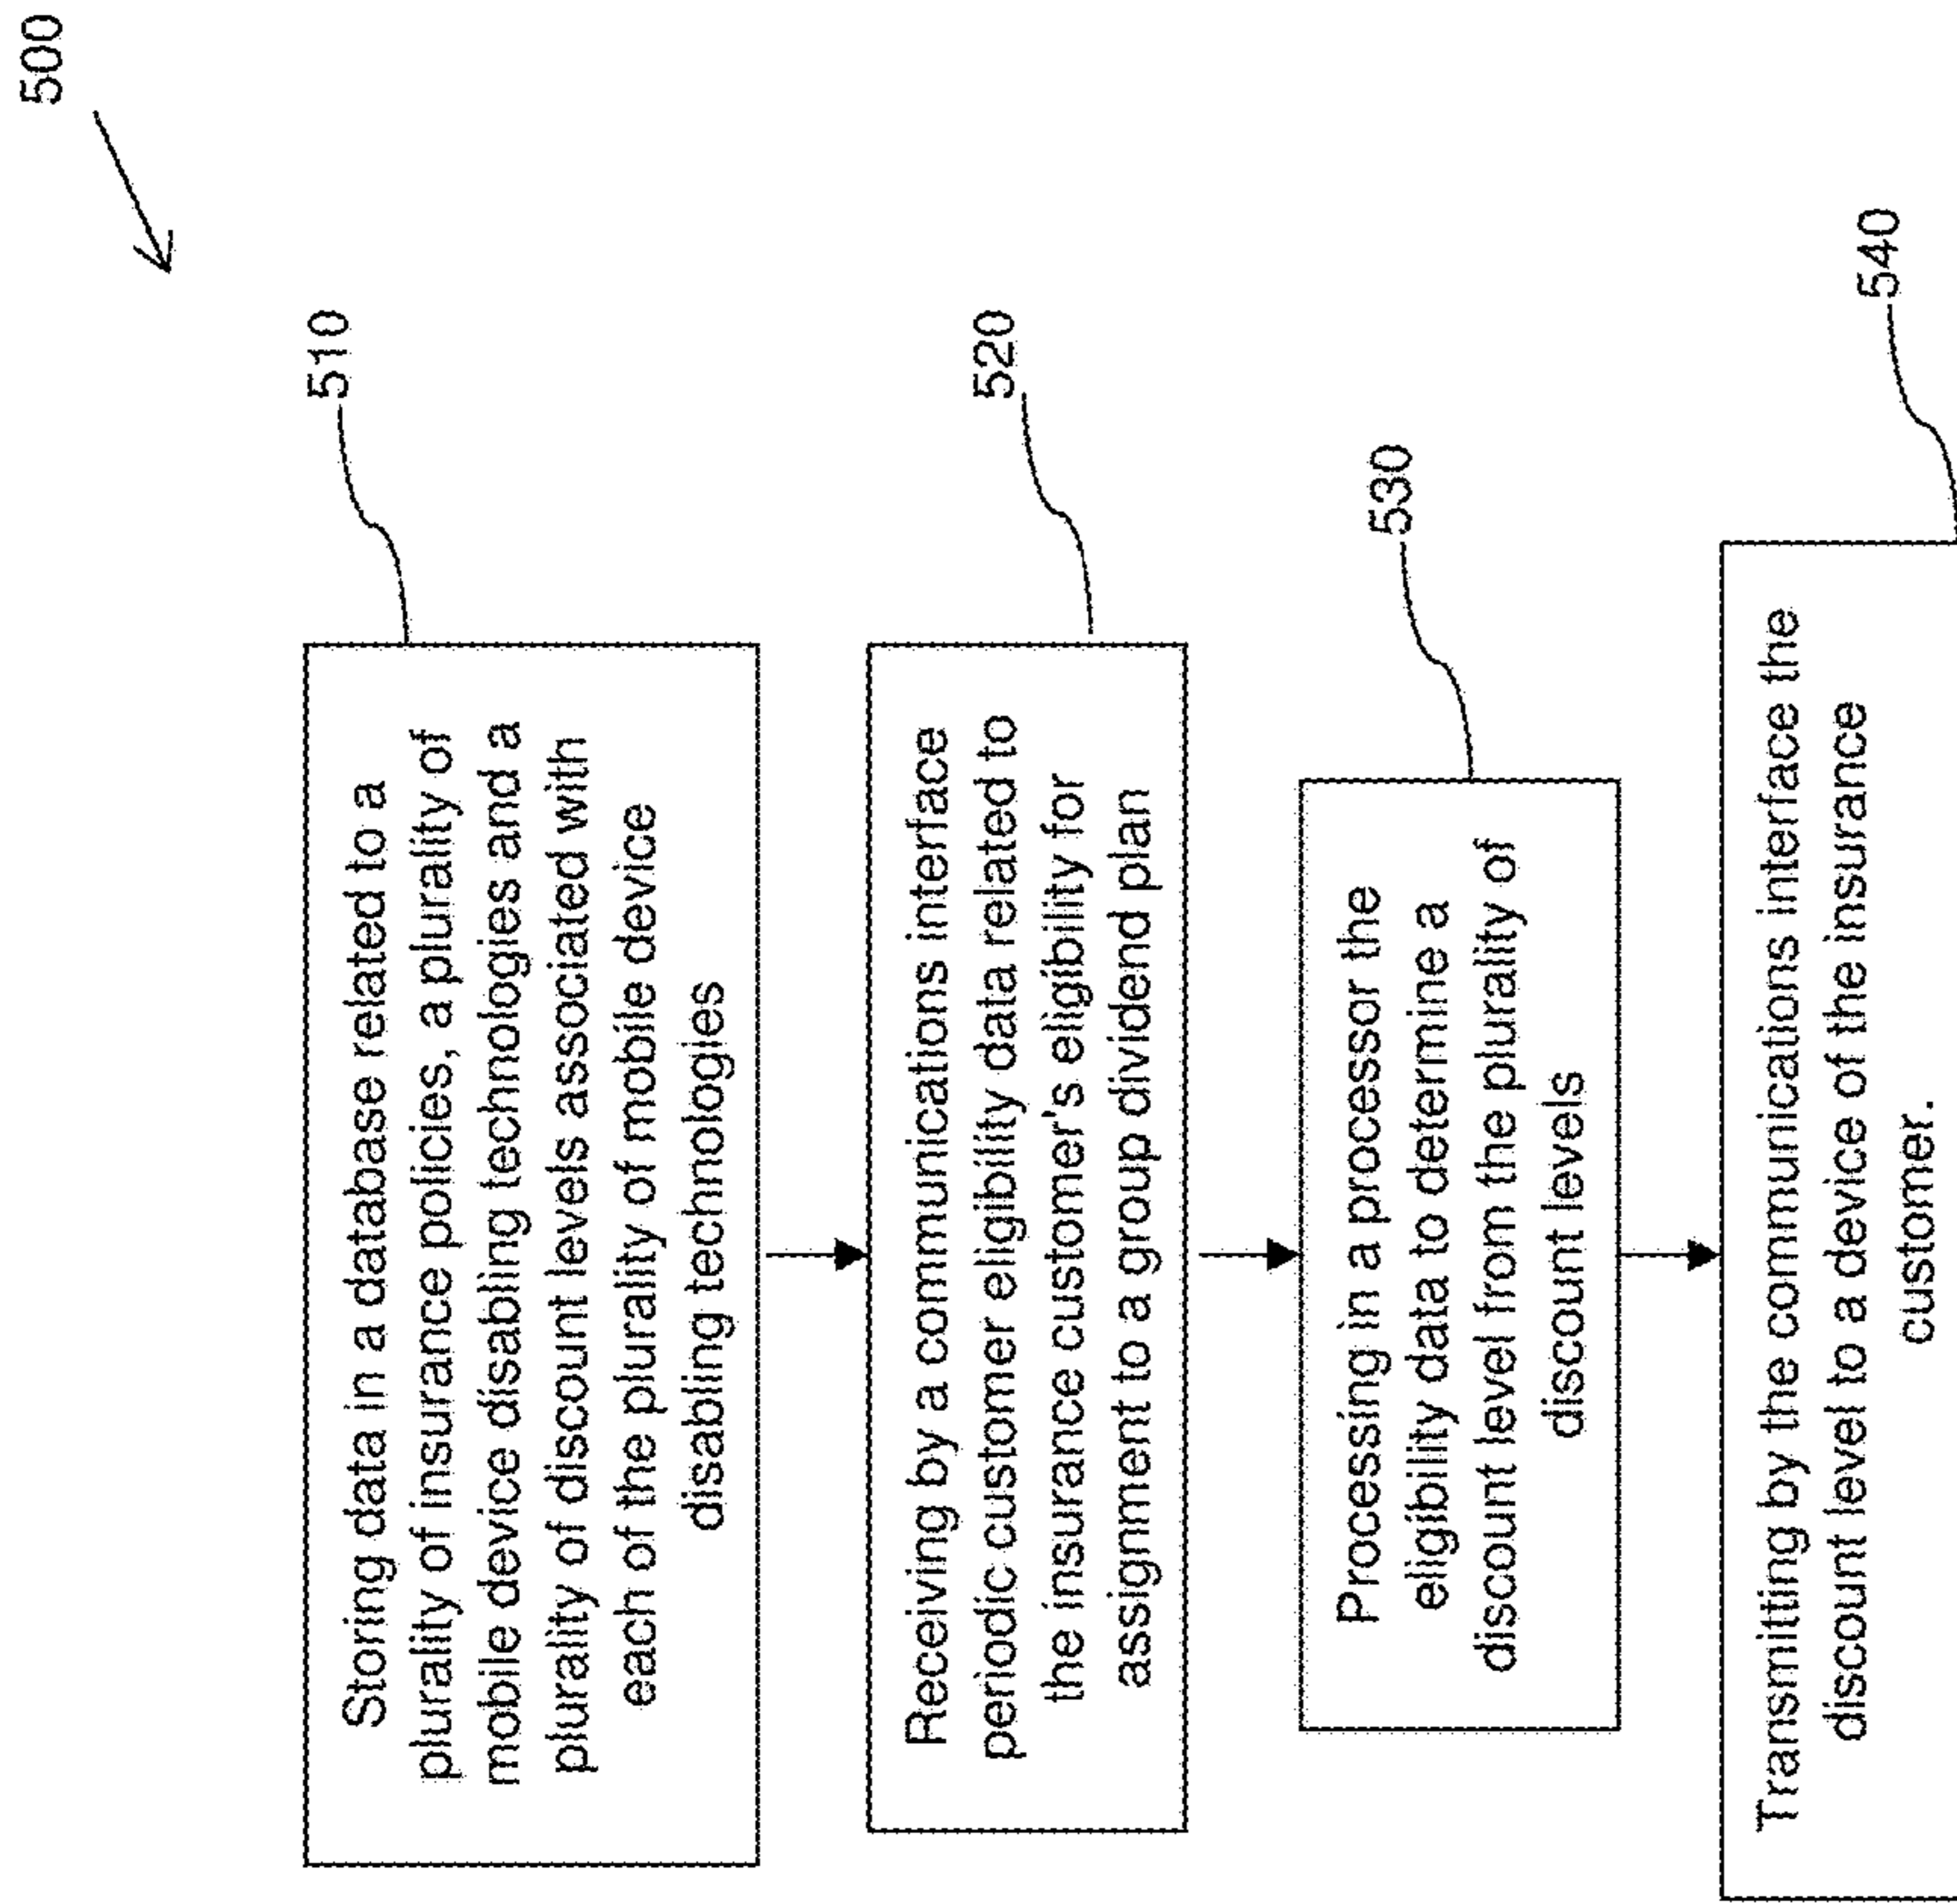 500
510
Storing data in a database related to a
plurality of insurance policies, a plurality of
mobile device disabling technologies and a
plurality of discount levels associated with
each of the plurality of mobile device
disabling technologies
520
Receiving by a communications interface
periodic customer eligibility data related to
the insurance customer's eligibility for
assignment to a group dividend plan
530
Processing in a processor the
eligibility data to determine a
discount level from the plurality of
discount levels
540
Transmitting by the communications interface the
discount level to a device of the insurance
customer.